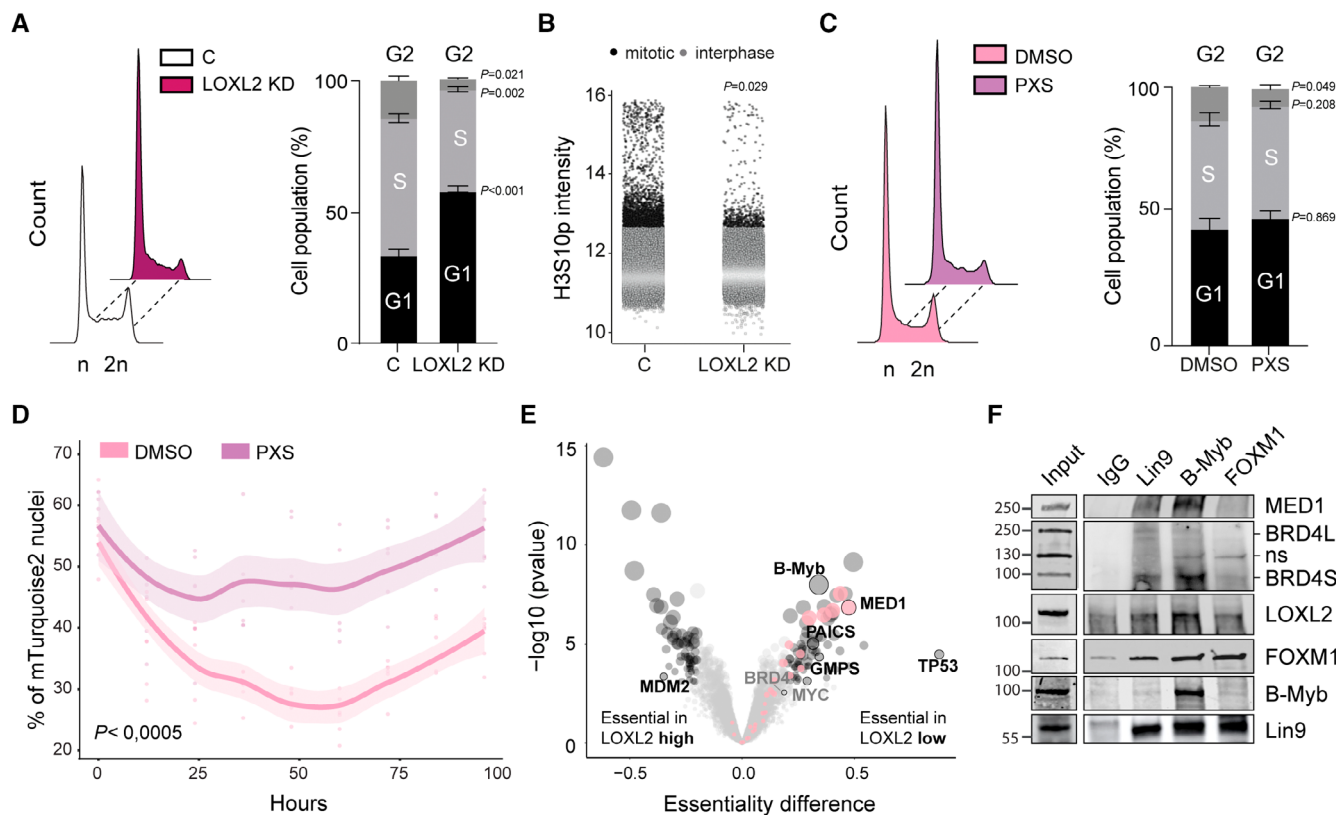 A
C
LOXL2 KD
Count
n 2n
Cell population (%)
100
50
0
G2 G2
P=0.021
P=0.002
S S
P<0.001
G1 G1
C LOXL2 KD
B
mitotic interphase
P=0.029
H3S10p intensity
16
14
12
10
C LOXL2 KD
C
DMSO
PXS
Count
n 2n
Cell population (%)
100
50
0
G2 G2
P=0.049
P=0.208
S S
P=0.869
G1 G1
DMSO PXS
D
DMSO PXS
% of mTurquoise2 nuclei
70
60
50
40
30
20
P< 0,0005
0 25 50 75 100
Hours
E
−log10 (pvalue)
15
10
5
0
B-Myb
MED1
PAICS
TP53
GMPS
MDM2
BRD4
MYC
Essential in
LOXL2 high
Essential in
LOXL2 low
−0.5 0.0 0.5
Essentiality difference
F
Input IgG Lin9 B-Myb FOXM1
250 MED1
250 BRD4L
130 ns
100 BRD4S
LOXL2
100
FOXM1
100
100 B-Myb
55 Lin9